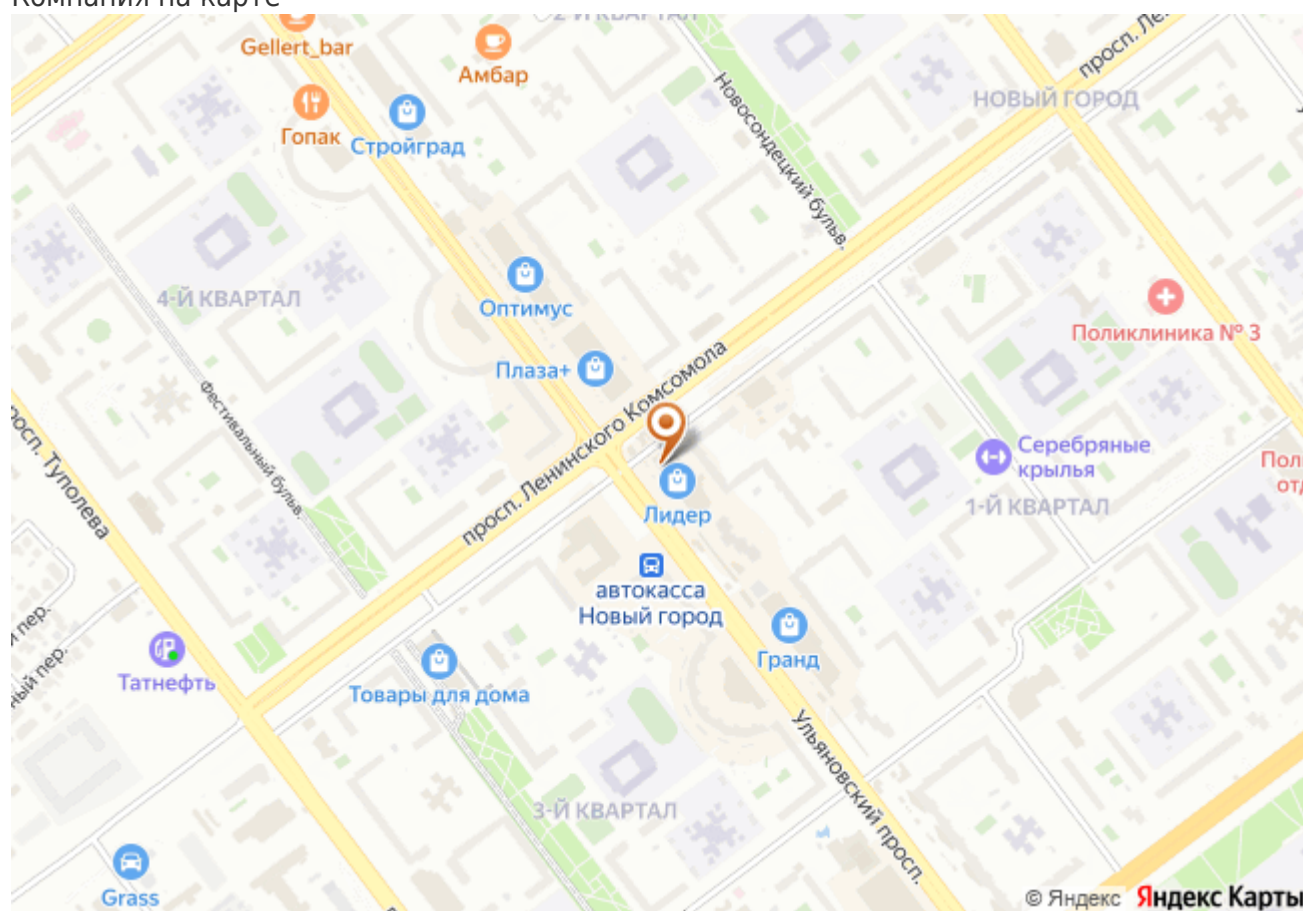 Компания на карте
2-Й КВАРТАЛ
Gellert_bar
Амбар
просп. Ле
Гопак
Стройград
Новосондецкий бульв.
НОВЫЙ ГОРОД
4-Й КВАРТАЛ
Оптимус
Поликлиника № 3
Плаза+
просп. Ленинского Комсомола
Фестивальный бульв.
просп. Туполева
Серебряные
крылья
Пол
отд
1-Й КВАРТАЛ
Лидер
автокасса
Новый город
пер.
ный пер.
Татнефть
Товары для дома
Гранд
Ульяновский просп.
3-Й КВАРТАЛ
Grass
© Яндекс Яндекс Карты